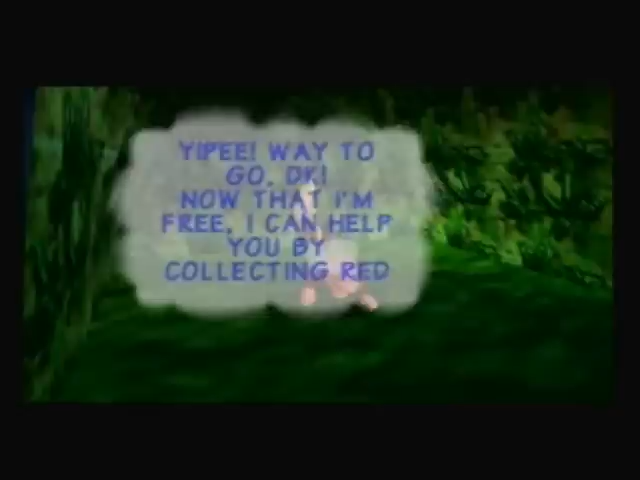 YIPEE! WAY TO
GO, DK!
NOW THAT I'M
FREE, I CAN HELP
YOU BY
COLLECTING RED